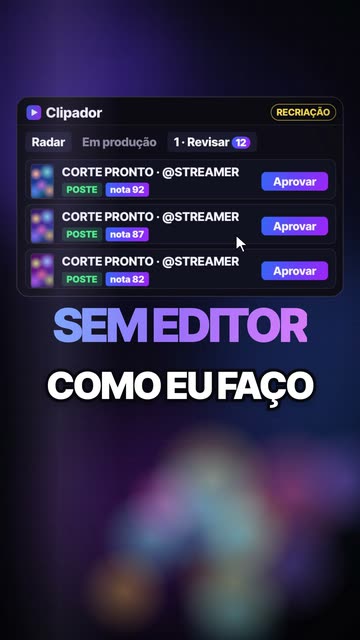 Clipador
RECRIAÇÃO
Radar
Em produção
1 · Revisar 12
CORTE PRONTO · @STREAMER
POSTE
nota 92
Aprovar
CORTE PRONTO · @STREAMER
POSTE
nota 87
Aprovar
CORTE PRONTO · @STREAMER
POSTE
nota 82
Aprovar
SEM EDITOR
COMO EU FAÇO